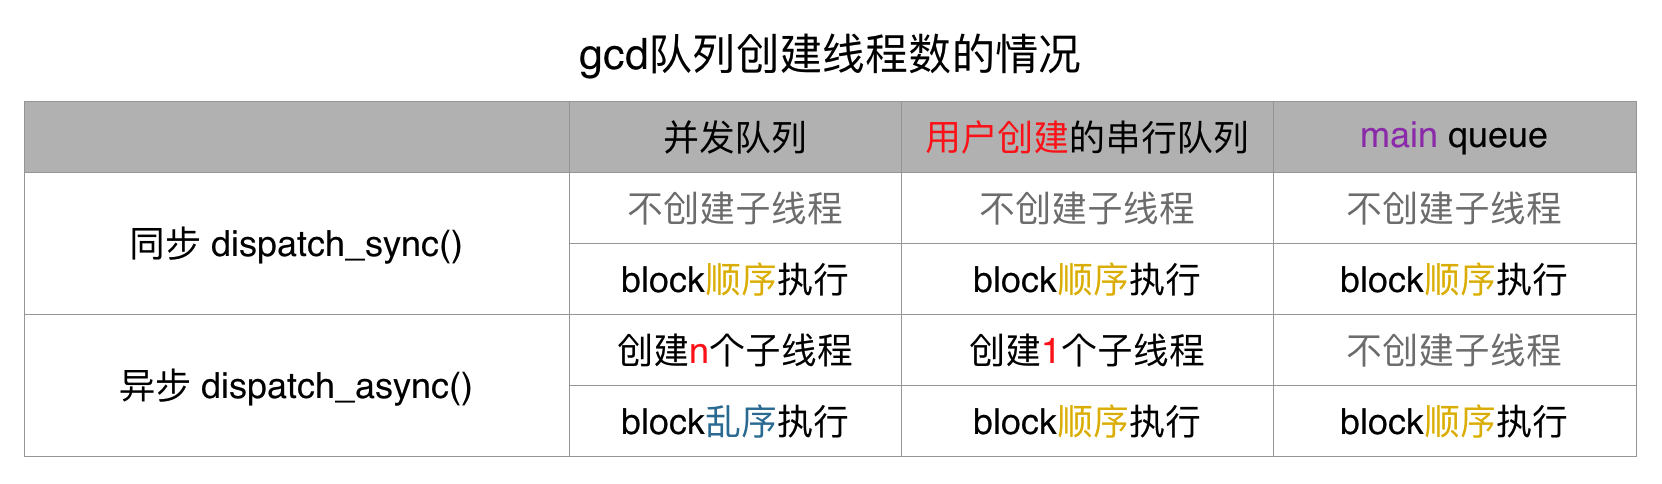 gcd队列创建线程数的情况
并发队列 用户创建的串行队列 main queue
同步 dispatch_sync()
不创建子线程 不创建子线程 不创建子线程
block顺序执行 block顺序执行 block顺序执行
异步 dispatch_async()
创建n个子线程 创建1个子线程 不创建子线程
block乱序执行 block顺序执行 block顺序执行